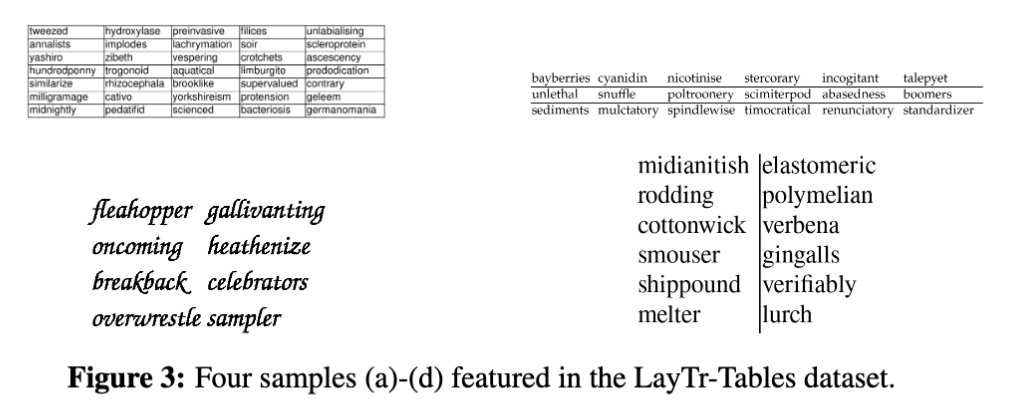 tweezed hydroxylase preinvasive filices unlabialising
annalists implodes lachrymation soir scleroprotein
yashiro zibeth vespering crotchets ascescency
hundredpenny trogonoid aquatical limburgite prededication
similarize rhizocephala brooklike supervalued contrary
milligramage cativo yorkshireism protension geleem
midnightly pedatifid scienced bacteriosis germanomania
bayberries cyanidin nicotinise stercorary incogitant talepyet
unlethal snuffle poltroonery scimiterpod abasedness boomers
sediments mulctatory spindlewise timocratical renunciatory standardizer
fleahopper gallivanting
oncoming heathenize
breakback celebrators
overwrestle sampler
midianitish elastomeric
rodding polymelian
cottonwick verbena
smouser gingalls
shippound verifiably
melter lurch
Figure 3: Four samples (a)-(d) featured in the LayTr-Tables dataset.